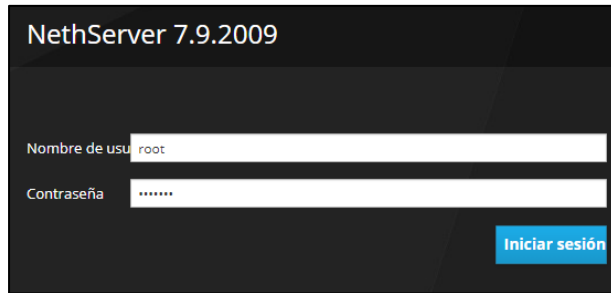 NethServer 7.9.2009
Nombre de usu root
Contraseña •••••••
Iniciar sesión